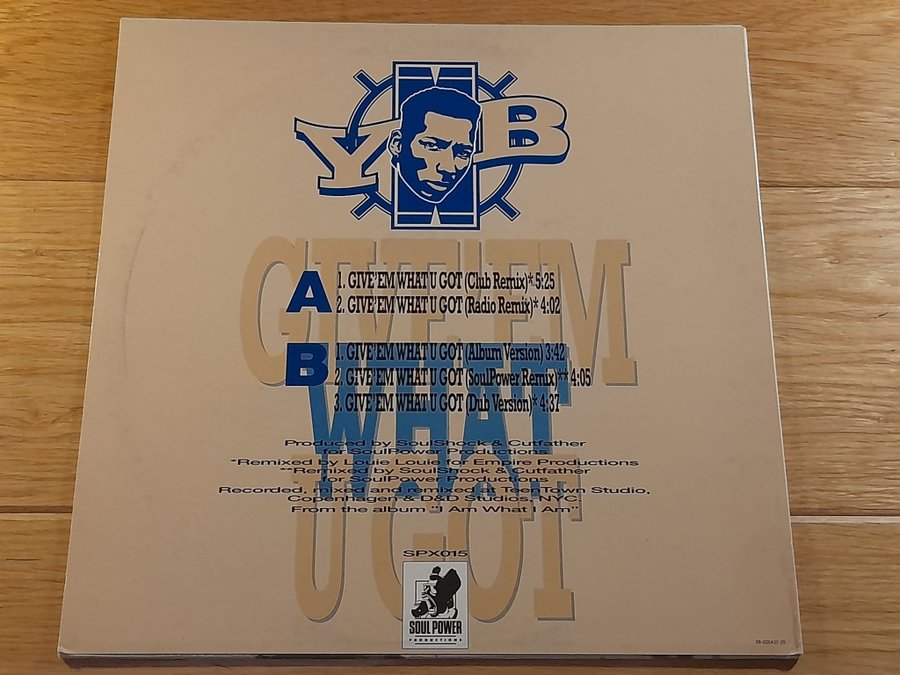 Y B
GIVE 'EM
WHAT
U GOT
A
1. GIVE'EM WHAT U GOT (Club Remix)* 5:25
2. GIVE'EM WHAT U GOT (Radio Remix)* 4:02
B
1. GIVE'EM WHAT U GOT (Album Version) 3:42
2. GIVE'EM WHAT U GOT (SoulPower Remix)** 4:05
3. GIVE'EM WHAT U GOT (Dub Version)* 4:37
Produced by SoulShock & Cutfather
for SoulPower Productions
*Remixed by Louie Louie for Empire Productions
**Remixed by SoulShock & Cutfather
for SoulPower Productions
Recorded, mixed and remixed at TeenTown Studio,
Copenhagen & D&D Studios, NYC
From the album "I Am What I Am"
SPX015
SOUL POWER
PRODUCTIONS